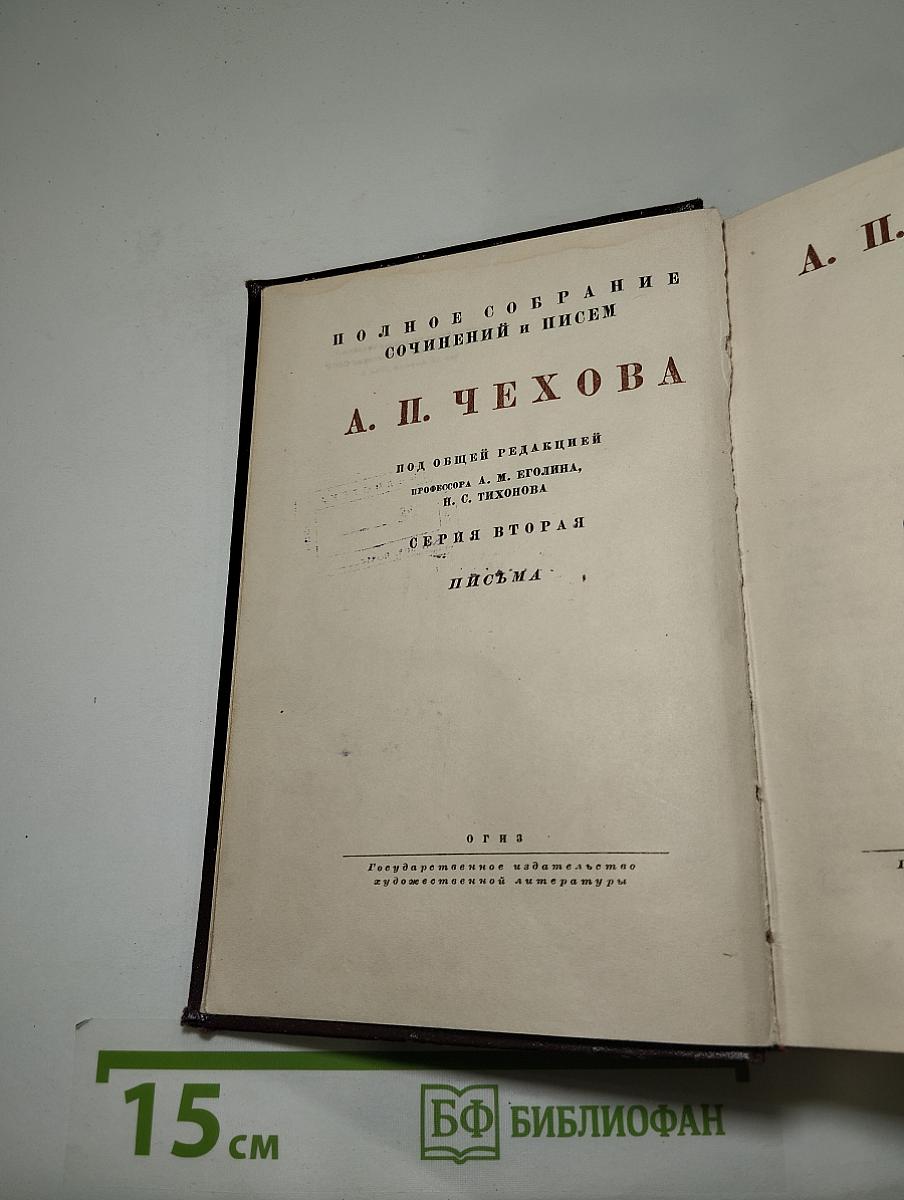 ПОЛНОЕ СОБРАНИЕ
СОЧИНЕНИЙ и ПИСЕМ
А. П. ЧЕХОВА
ПОД ОБЩЕЙ РЕДАКЦИЕЙ
ПРОФЕССОРА А. М. ЕГОЛИНА,
Н. С. ТИХОНОВА
СЕРИЯ ВТОРАЯ
ПИСЬМА
ОГИЗ
Государственное издательство
художественной литературы
А. П.
15 см
БФ БИБЛИОФАН